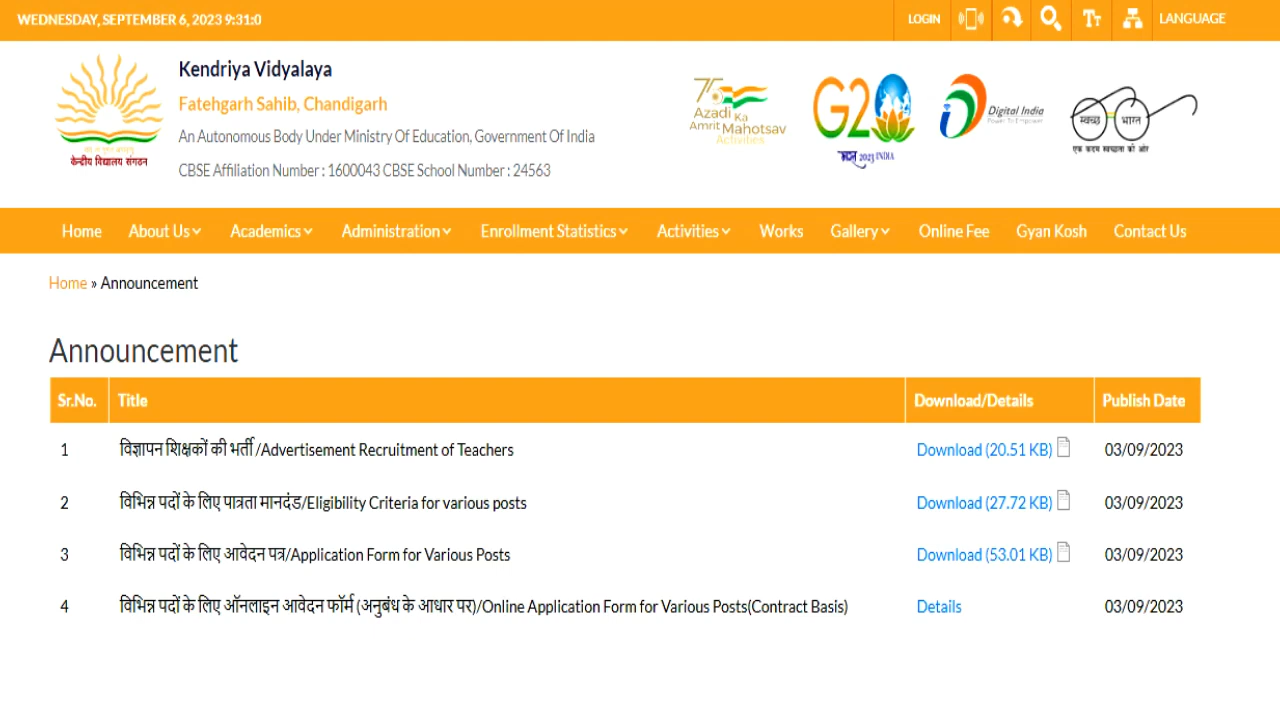 WEDNESDAY, SEPTEMBER 6, 2023 9:31:0
LOGIN
LANGUAGE
Kendriya Vidyalaya
Fatehgarh Sahib, Chandigarh
An Autonomous Body Under Ministry Of Education, Government Of India
CBSE Affiliation Number : 1600043 CBSE School Number : 24563
केन्द्रीय विद्यालय संगठन
75
Azadi Ka
Amrit Mahotsav
Activities
G20
भारत 2023 INDIA
Digital India
Power To Empower
स्वच्छ भारत
एक कदम स्वच्छता की ओर
Home About Us Academics Administration Enrollment Statistics Activities Works Gallery Online Fee Gyan Kosh Contact Us
Home » Announcement
Announcement
Sr.No. Title Download/Details Publish Date
1 विज्ञापन शिक्षकों की भर्ती /Advertisement Recruitment of Teachers Download (20.51 KB) 03/09/2023
2 विभिन्न पदों के लिए पात्रता मानदंड/Eligibility Criteria for various posts Download (27.72 KB) 03/09/2023
3 विभिन्न पदों के लिए आवेदन पत्र/Application Form for Various Posts Download (53.01 KB) 03/09/2023
4 विभिन्न पदों के लिए ऑनलाइन आवेदन फॉर्म (अनुबंध के आधार पर)/Online Application Form for Various Posts(Contract Basis) Details 03/09/2023